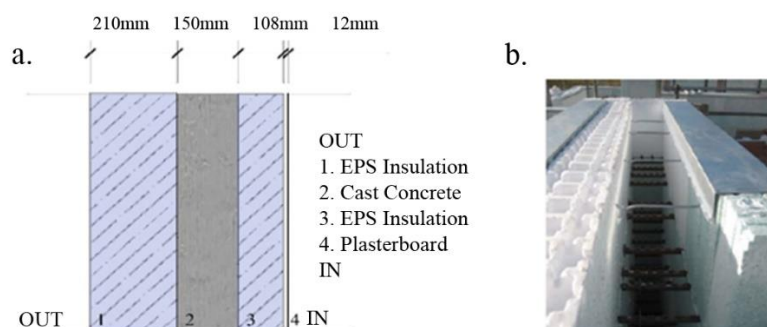 210mm 150mm 108mm 12mm
a.
b.
OUT
1. EPS Insulation
2. Cast Concrete
3. EPS Insulation
4. Plasterboard
IN
OUT 1 2 3 4 IN